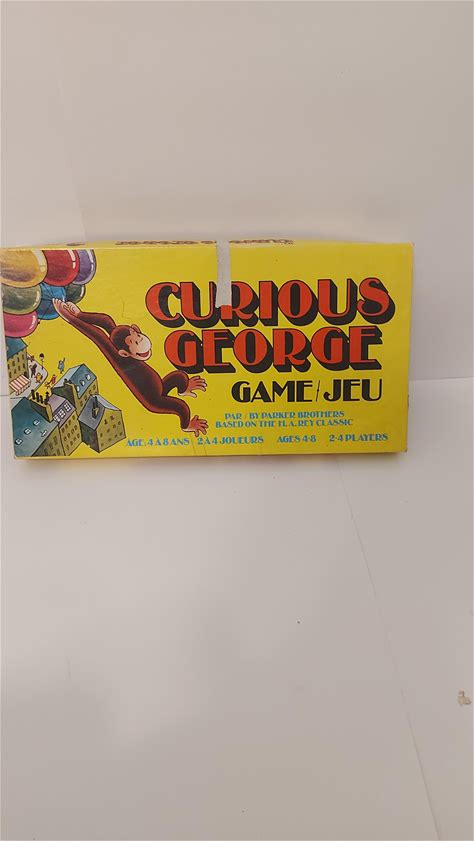 CURIOUS
GEORGE
GAME/JEU
PAR / BY PARKER BROTHERS
BASED ON THE H.A. REY CLASSIC
AGE, 4 À 8 ANS 2 À 4 JOUEURS AGES 4-8 2-4 PLAYERS